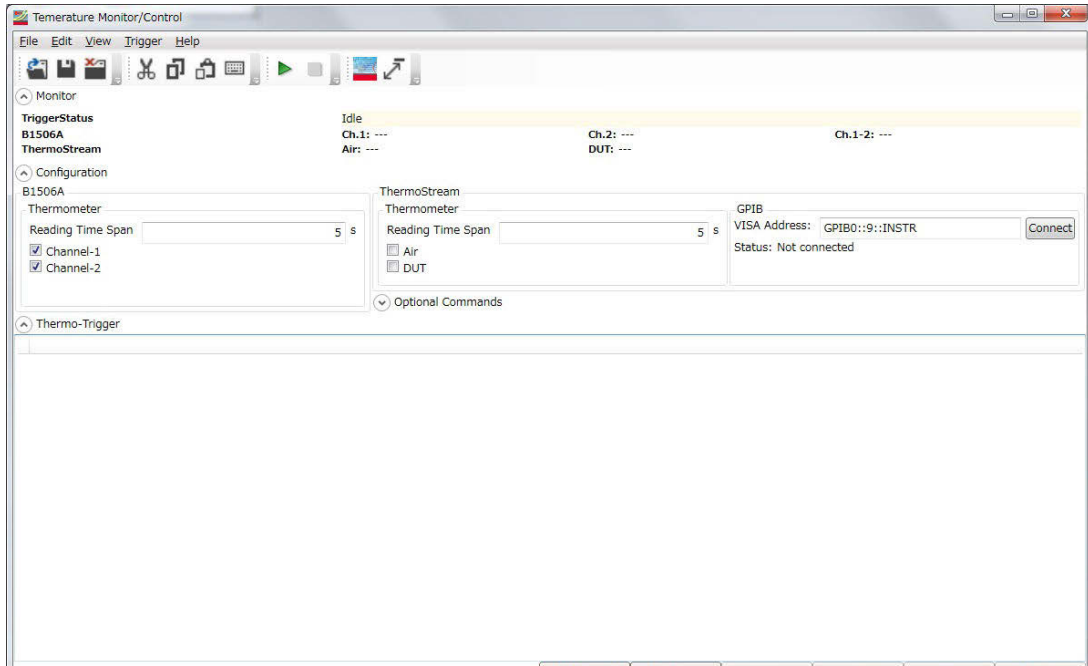 Temerature Monitor/Control
File Edit View Trigger Help
Monitor
TriggerStatus Idle
B1506A Ch.1: --- Ch.2: --- Ch.1-2: ---
ThermoStream Air: --- DUT: ---
Configuration
B1506A
Thermometer
Reading Time Span 5 s
Channel-1
Channel-2
ThermoStream
Thermometer
Reading Time Span 5 s
Air
DUT
GPIB
VISA Address: GPIB0::9::INSTR Connect
Status: Not connected
Optional Commands
Thermo-Trigger